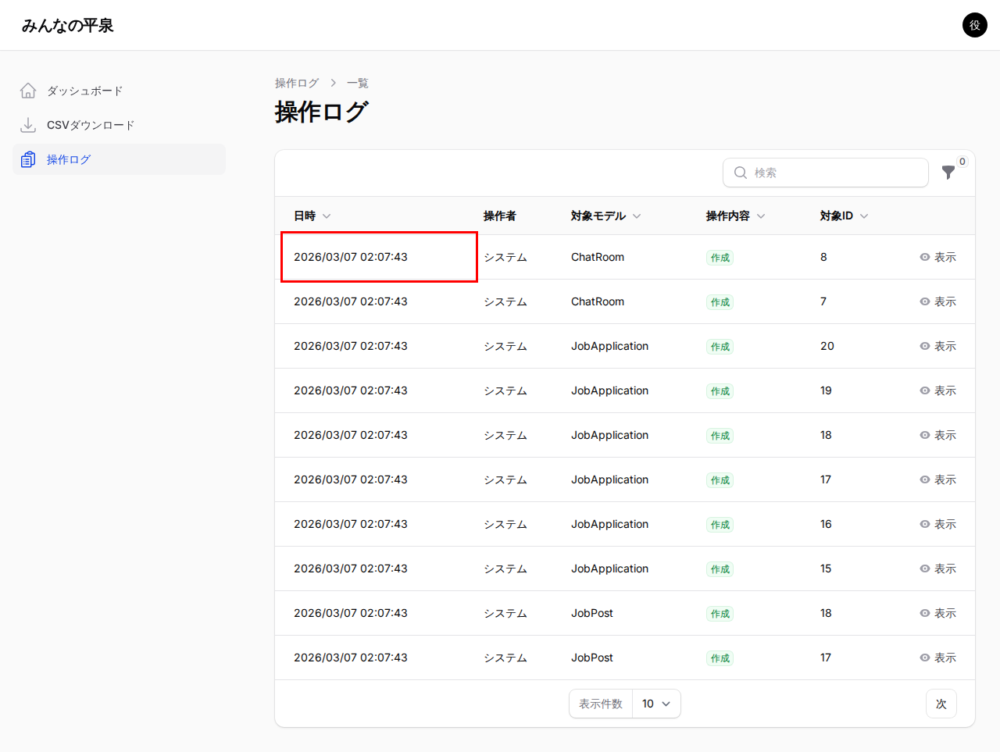 みんなの平泉
役
ダッシュボード
CSVダウンロード
操作ログ
操作ログ 一覧
操作ログ
検索
0
日時 操作者 対象モデル 操作内容 対象ID
2026/03/07 02:07:43 システム ChatRoom 作成 8 表示
2026/03/07 02:07:43 システム ChatRoom 作成 7 表示
2026/03/07 02:07:43 システム JobApplication 作成 20 表示
2026/03/07 02:07:43 システム JobApplication 作成 19 表示
2026/03/07 02:07:43 システム JobApplication 作成 18 表示
2026/03/07 02:07:43 システム JobApplication 作成 17 表示
2026/03/07 02:07:43 システム JobApplication 作成 16 表示
2026/03/07 02:07:43 システム JobApplication 作成 15 表示
2026/03/07 02:07:43 システム JobPost 作成 18 表示
2026/03/07 02:07:43 システム JobPost 作成 17 表示
表示件数 10 次